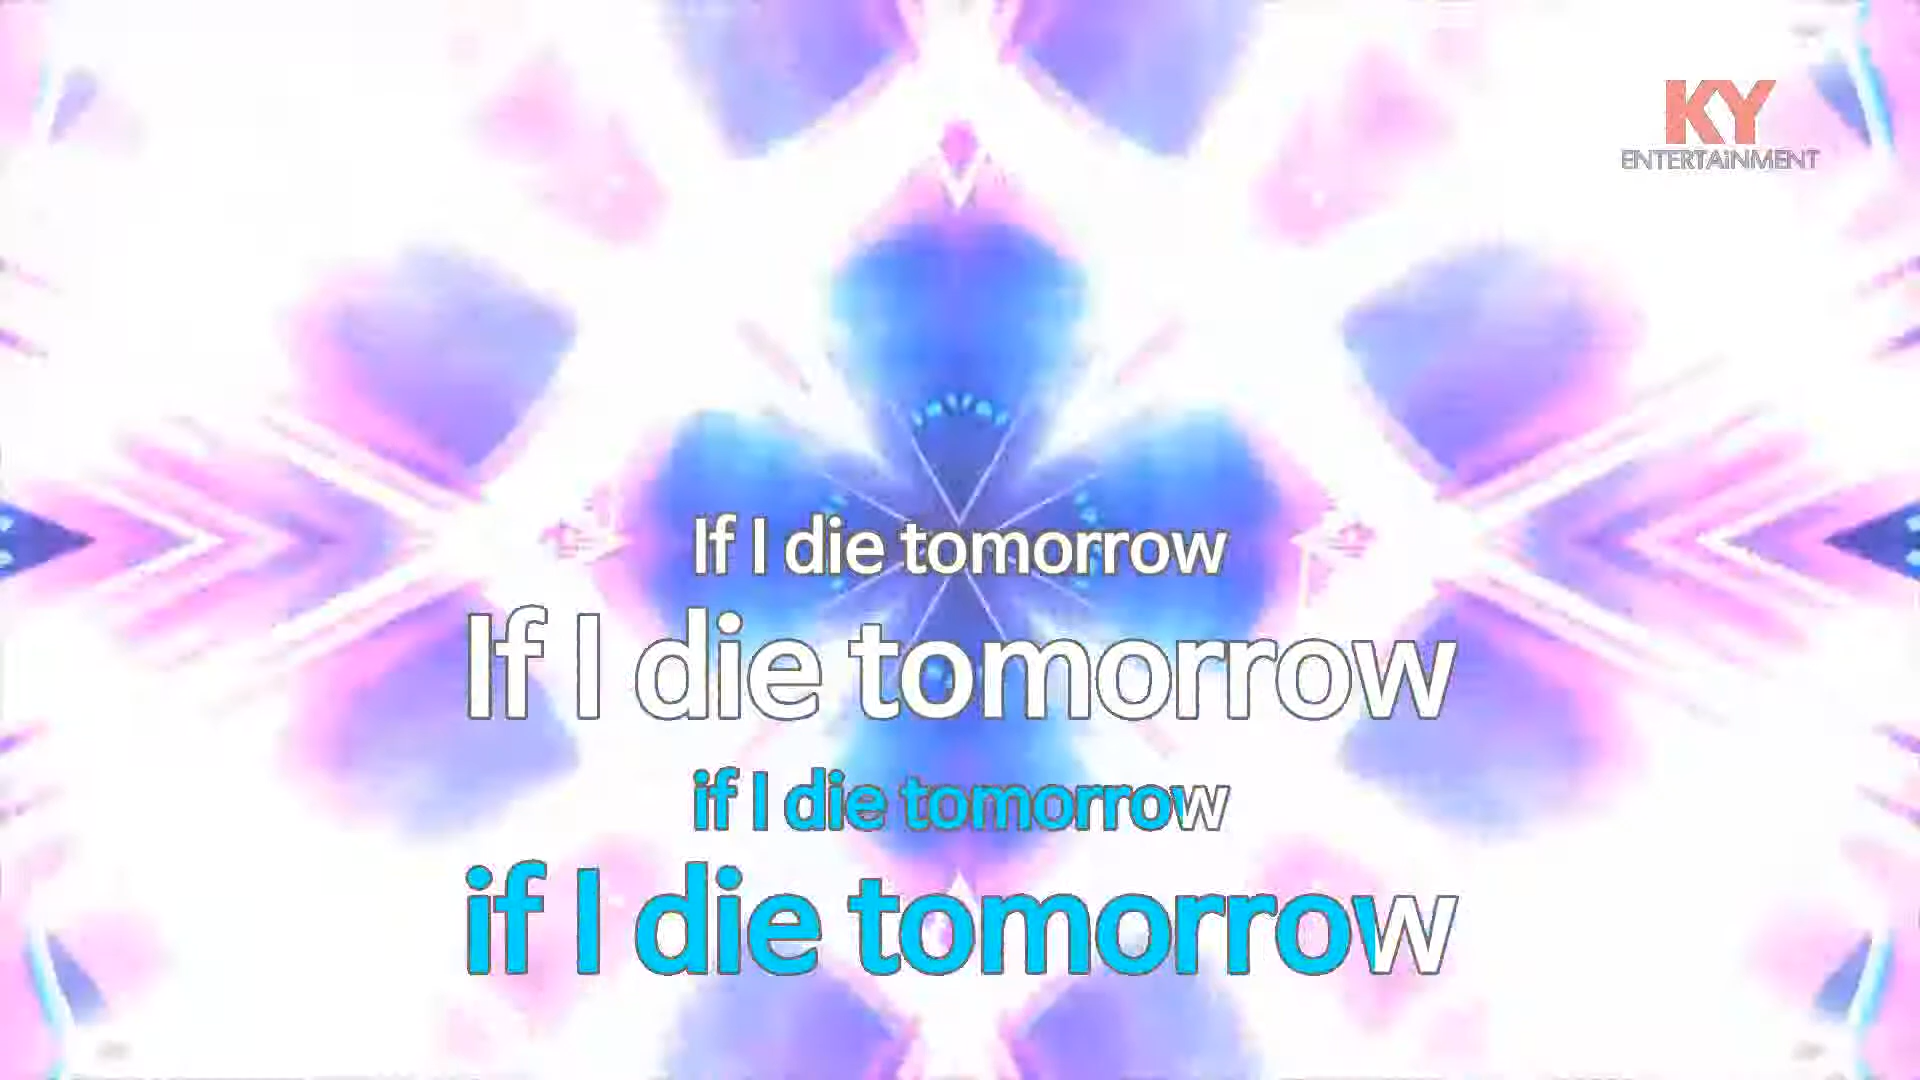 KY
ENTERTAiNMENT
If I die tomorrow
If I die tomorrow
if I die tomorrow
if I die tomorrow